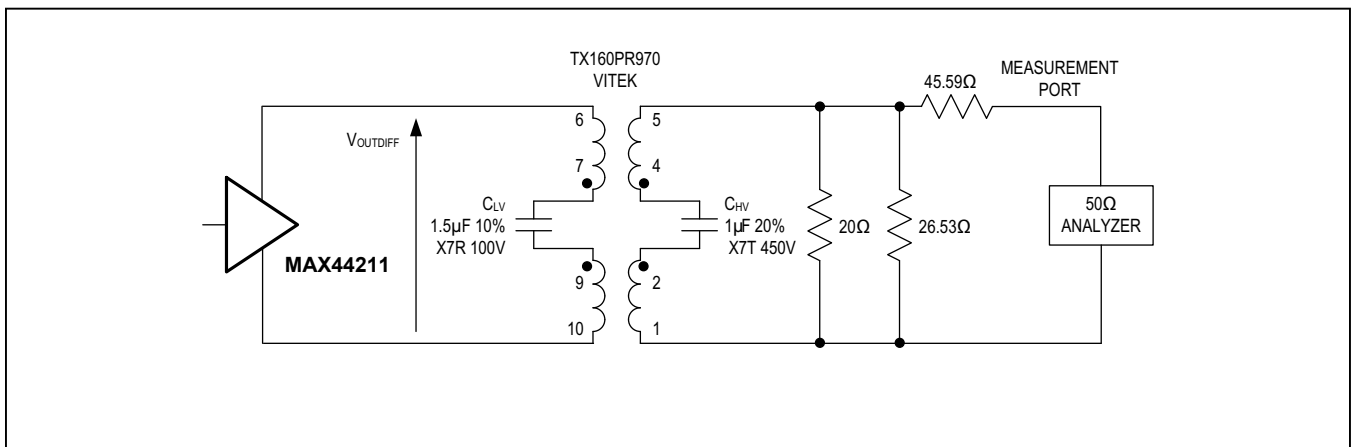 TX160PR970
VITEK
45.59Ω
MEASUREMENT
PORT
VOUTDIFF
6
5
7
4
CLV
1.5µF 10%
X7R 100V
CHV
1µF 20%
X7T 450V
20Ω
26.53Ω
50Ω
ANALYZER
MAX44211
9
2
10
1